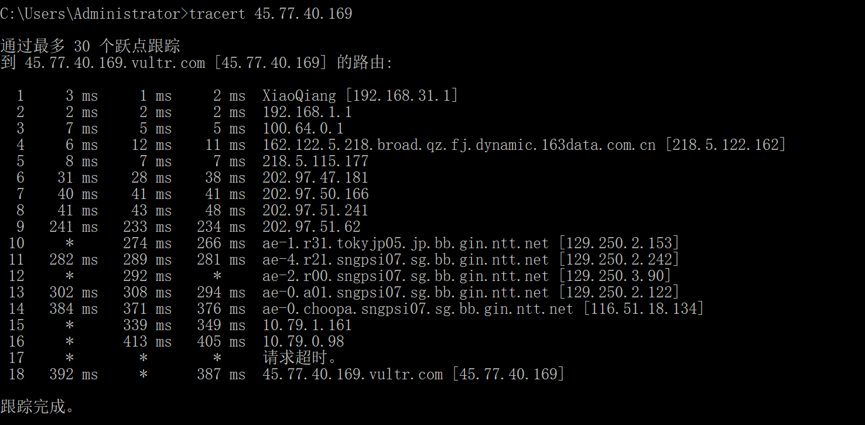 C:\Users\Administrator>tracert 45.77.40.169
通过最多 30 个跃点跟踪
到 45.77.40.169.vultr.com [45.77.40.169] 的路由:
1 3 ms 1 ms 2 ms XiaoQiang [192.168.31.1]
2 2 ms 2 ms 2 ms 192.168.1.1
3 7 ms 5 ms 5 ms 100.64.0.1
4 6 ms 12 ms 11 ms 162.122.5.218.broad.qz.fj.dynamic.163data.com.cn [218.5.122.162]
5 8 ms 7 ms 7 ms 218.5.115.177
6 31 ms 28 ms 38 ms 202.97.47.181
7 40 ms 41 ms 41 ms 202.97.50.166
8 41 ms 43 ms 48 ms 202.97.51.241
9 241 ms 233 ms 234 ms 202.97.51.62
10 * 274 ms 266 ms ae-1.r31.tokyjp05.jp.bb.gin.ntt.net [129.250.2.153]
11 282 ms 289 ms 281 ms ae-4.r21.sngpsi07.sg.bb.gin.ntt.net [129.250.2.242]
12 * 292 ms * ae-2.r00.sngpsi07.sg.bb.gin.ntt.net [129.250.3.90]
13 302 ms 308 ms 294 ms ae-0.a01.sngpsi07.sg.bb.gin.ntt.net [129.250.2.122]
14 384 ms 371 ms 376 ms ae-0.choopa.sngpsi07.sg.bb.gin.ntt.net [116.51.18.134]
15 * 339 ms 349 ms 10.79.1.161
16 * 413 ms 405 ms 10.79.0.98
17 * * * 请求超时。
18 392 ms * 387 ms 45.77.40.169.vultr.com [45.77.40.169]
跟踪完成。